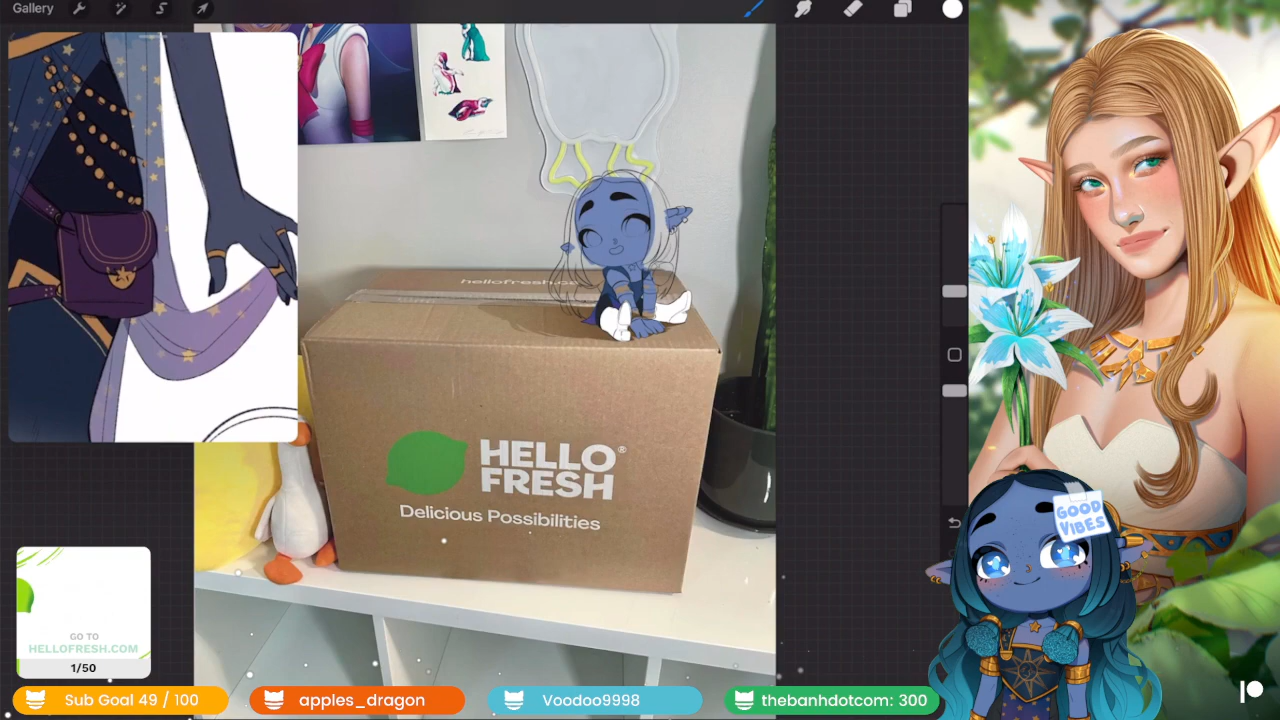 Gallery
hellofresh.c
HELLO
FRESH®
Delicious Possibilities
GOOD
VIBES
GO TO
HELLOFRESH.COM
1/50
Sub Goal 49 / 100
apples_dragon
Voodoo9998
thebanhdotcom: 300